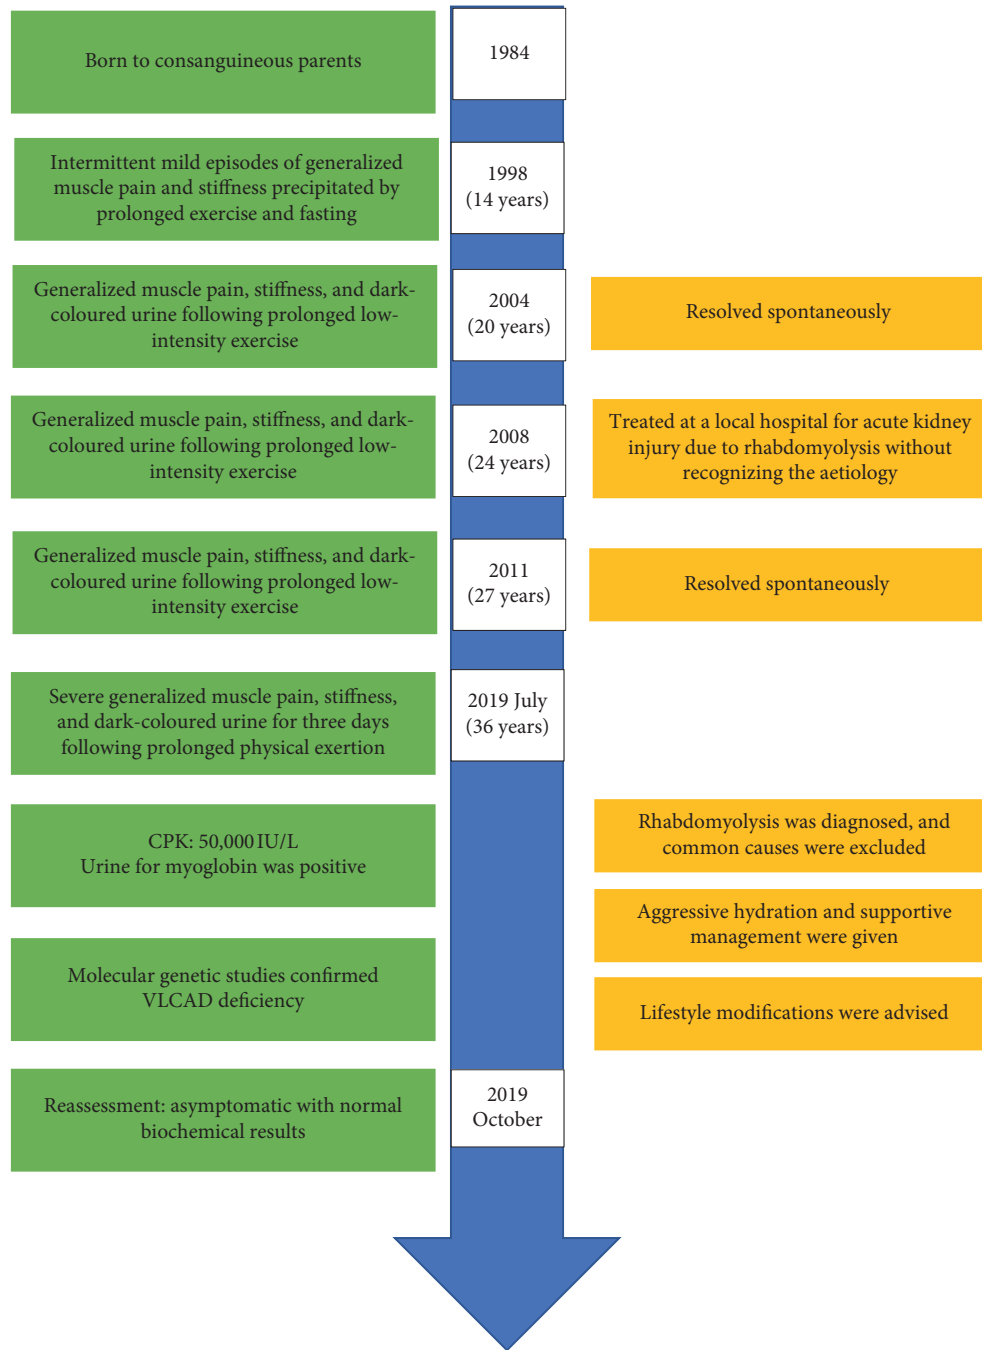 Born to consanguineous parents
1984
Intermittent mild episodes of generalized
muscle pain and stiffness precipitated by
prolonged exercise and fasting
1998
(14 years)
Generalized muscle pain, stiffness, and dark-
coloured urine following prolonged low-
intensity exercise
2004
(20 years)
Resolved spontaneously
Generalized muscle pain, stiffness, and dark-
coloured urine following prolonged low-
intensity exercise
2008
(24 years)
Treated at a local hospital for acute kidney
injury due to rhabdomyolysis without
recognizing the aetiology
Generalized muscle pain, stiffness, and dark-
coloured urine following prolonged low-
intensity exercise
2011
(27 years)
Resolved spontaneously
Severe generalized muscle pain, stiffness,
and dark-coloured urine for three days
following prolonged physical exertion
2019 July
(36 years)
CPK: 50,000 IU/L
Urine for myoglobin was positive
Rhabdomyolysis was diagnosed, and
common causes were excluded
Aggressive hydration and supportive
management were given
Molecular genetic studies confirmed
VLCAD deficiency
Lifestyle modifications were advised
Reassessment: asymptomatic with normal
biochemical results
2019
October